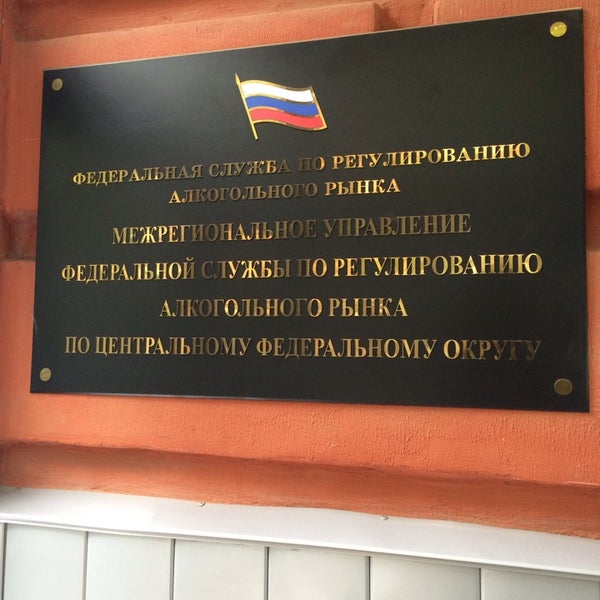 ФЕДЕРАЛЬНАЯ СЛУЖБА ПО РЕГУЛИРОВАНИЮ
АЛКОГОЛЬНОГО РЫНКА
МЕЖРЕГИОНАЛЬНОЕ УПРАВЛЕНИЕ
ФЕДЕРАЛЬНОЙ СЛУЖБЫ ПО РЕГУЛИРОВАНИЮ
АЛКОГОЛЬНОГО РЫНКА
ПО ЦЕНТРАЛЬНОМУ ФЕДЕРАЛЬНОМУ ОКРУГУ